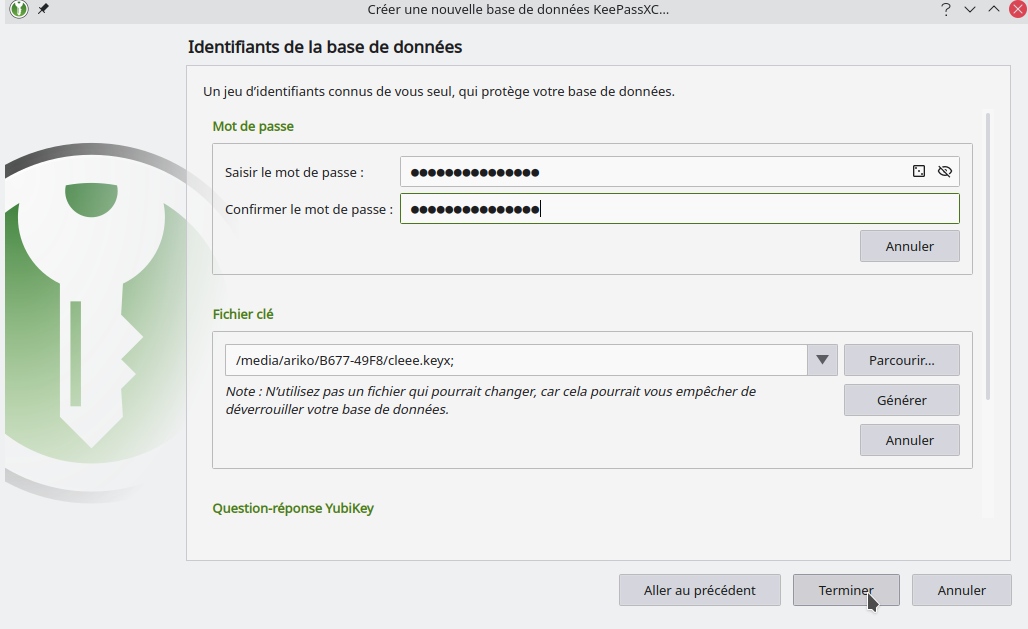 Créer une nouvelle base de données KeePassXC...
Identifiants de la base de données
Un jeu d’identifiants connus de vous seul, qui protège votre base de données.
Mot de passe
Saisir le mot de passe : ●●●●●●●●●●●●●●●
Confirmer le mot de passe : ●●●●●●●●●●●●●●●
Annuler
Fichier clé
/media/ariko/B677-49F8/cleee.keyx; Parcourir...
Note : N’utilisez pas un fichier qui pourrait changer, car cela pourrait vous empêcher de
déverrouiller votre base de données.
Générer
Annuler
Question-réponse YubiKey
Aller au précédent Terminer Annuler